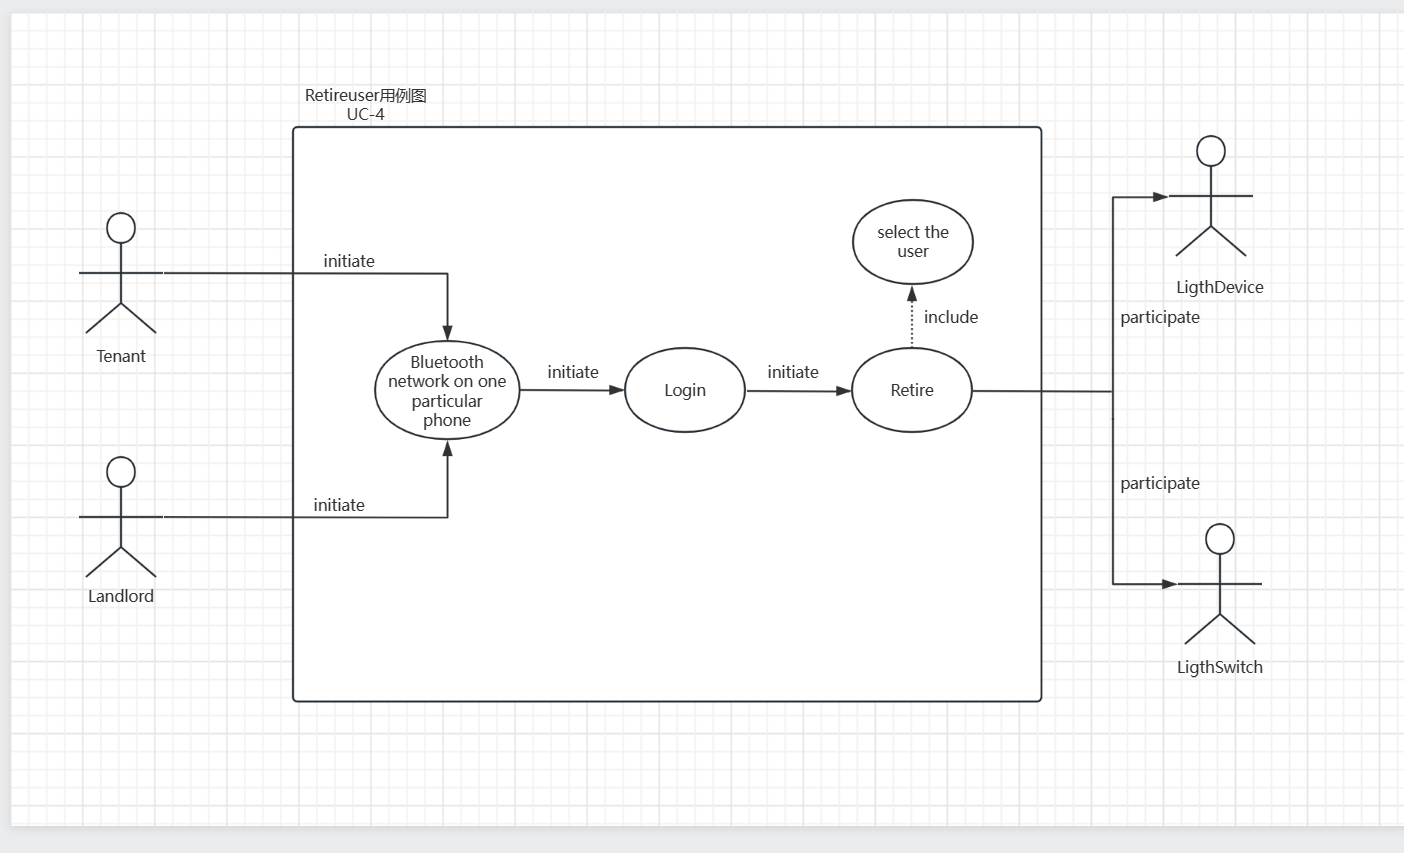 Retireuser用例图
UC-4
initiate
Tenant
Bluetooth
network on one
particular
phone
initiate
Login
initiate
Retire
select the
user
include
initiate
Landlord
LigthDevice
participate
participate
LigthSwitch